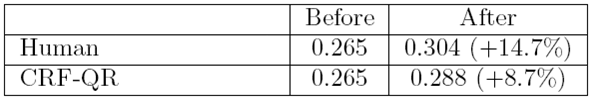 Before After
Human 0.265 0.304 (+14.7%)
CRF-QR 0.265 0.288 (+8.7%)